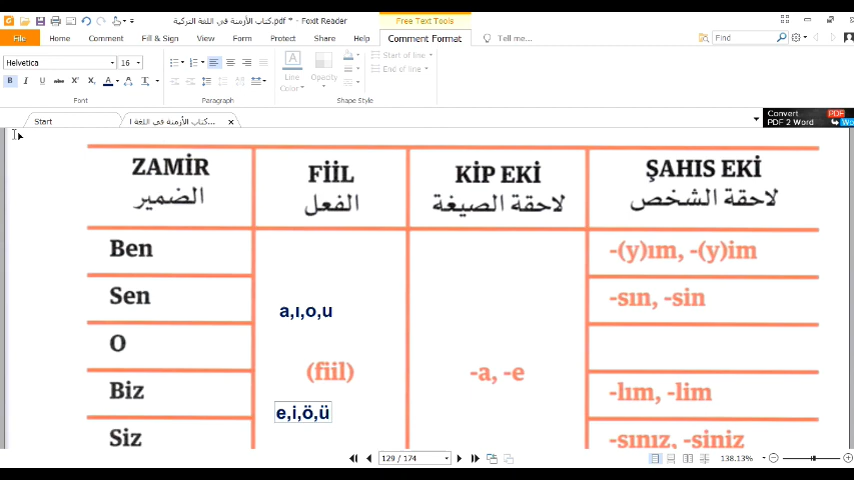 كتاب الأزمنة في اللغة التركية.pdf * - Foxit Reader
Free Text Tools
File Home Comment Fill & Sign View Form Protect Share Help Comment Format Tell me... Find
Helvetica 16
Line Color Opacity
Start of line
End of line
Font Paragraph Shape Style
Start
كتاب الأزمنة في اللغة ا...
Convert PDF
PDF 2 Word Wo
ZAMİR FİİL KİP EKİ ŞAHIS EKİ
الضمير الفعل لاحقة الصيغة لاحقة الشخص
Ben -(y)ım, -(y)im
Sen -sın, -sin
a,ı,o,u
O
(fiil) -a, -e
Biz -lım, -lim
e,i,ö,ü
Siz -sınız, -siniz
129 / 174 138.13%